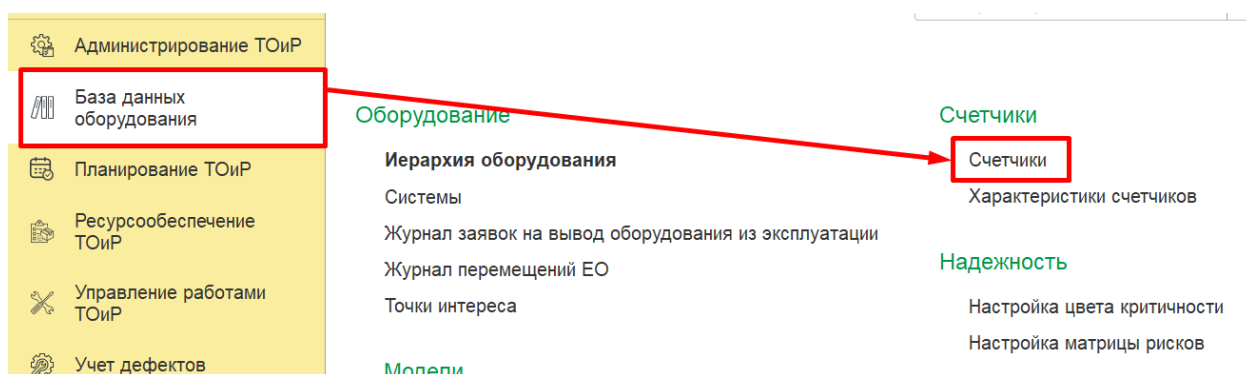 Администрирование ТОиР
База данных
оборудования
Планирование ТОиР
Ресурсообеспечение
ТОиР
Управление работами
ТОиР
Учет дефектов
Оборудование
Иерархия оборудования
Системы
Журнал заявок на вывод оборудования из эксплуатации
Журнал перемещений ЕО
Точки интереса
Модели
Счетчики
Счетчики
Характеристики счетчиков
Надежность
Настройка цвета критичности
Настройка матрицы рисков